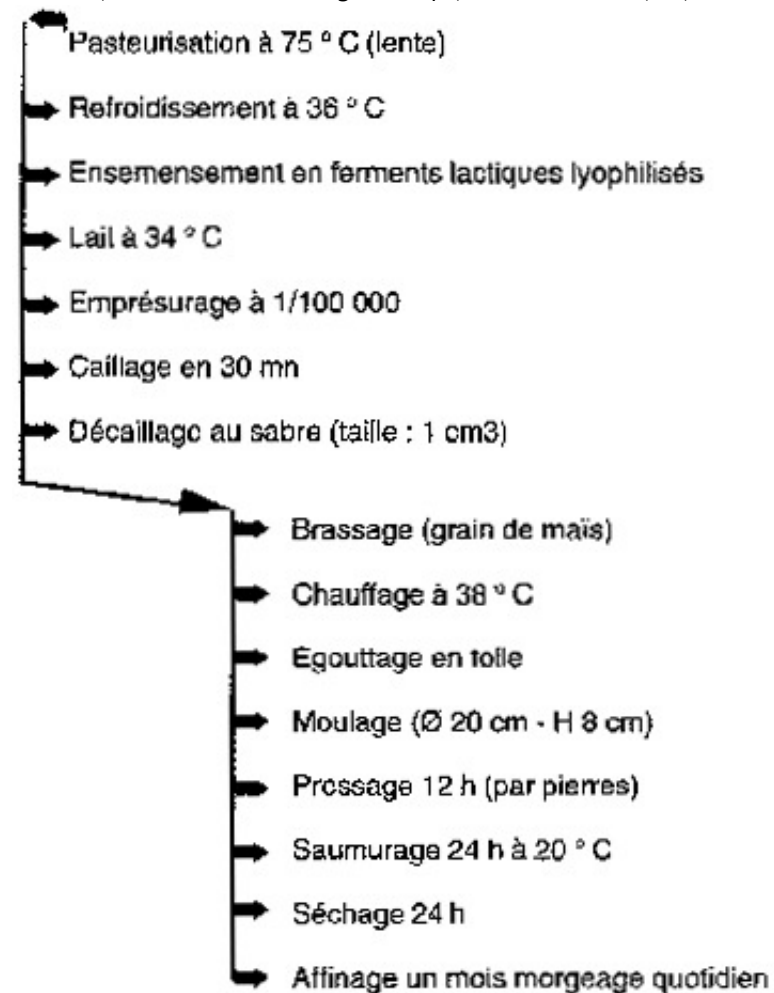 Pasteurisation à 75 ° C (lente)
Refroidissement à 36 ° C
Ensemensement en ferments lactiques lyophilisés
Lail à 34 ° C
Emprésurage à 1/100 000
Caillage en 30 mn
Décaillage au sabre (taille : 1 cm3)
Brassage (grain de maïs)
Chauffage à 38 ° C
Égouttage en toile
Moulage (Ø 20 cm - H 8 cm)
Pressage 12 h (par pierres)
Saumurage 24 h à 20 ° C
Séchage 24 h
Affinage un mois morgeage quotidien